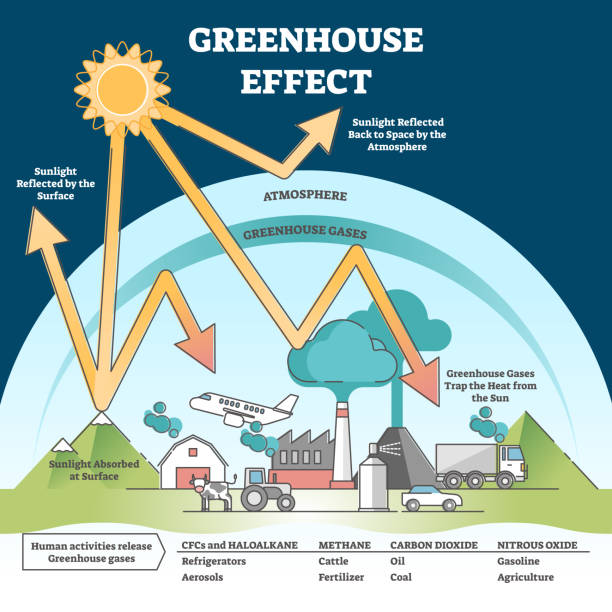 GREENHOUSE
EFFECT
Sunlight Reflected
Back to Space by the
Atmosphere
Sunlight
Reflected by the
Surface
ATMOSPHERE
GREENHOUSE GASES
Greenhouse Gases
Trap the Heat from
the Sun
Sunlight Absorbed
at Surface
Human activities release
Greenhouse gases
CFCs and HALOALKANE
Refrigerators
Aerosols
METHANE
Cattle
Fertilizer
CARBON DIOXIDE
Oil
Coal
NITROUS OXIDE
Gasoline
Agriculture